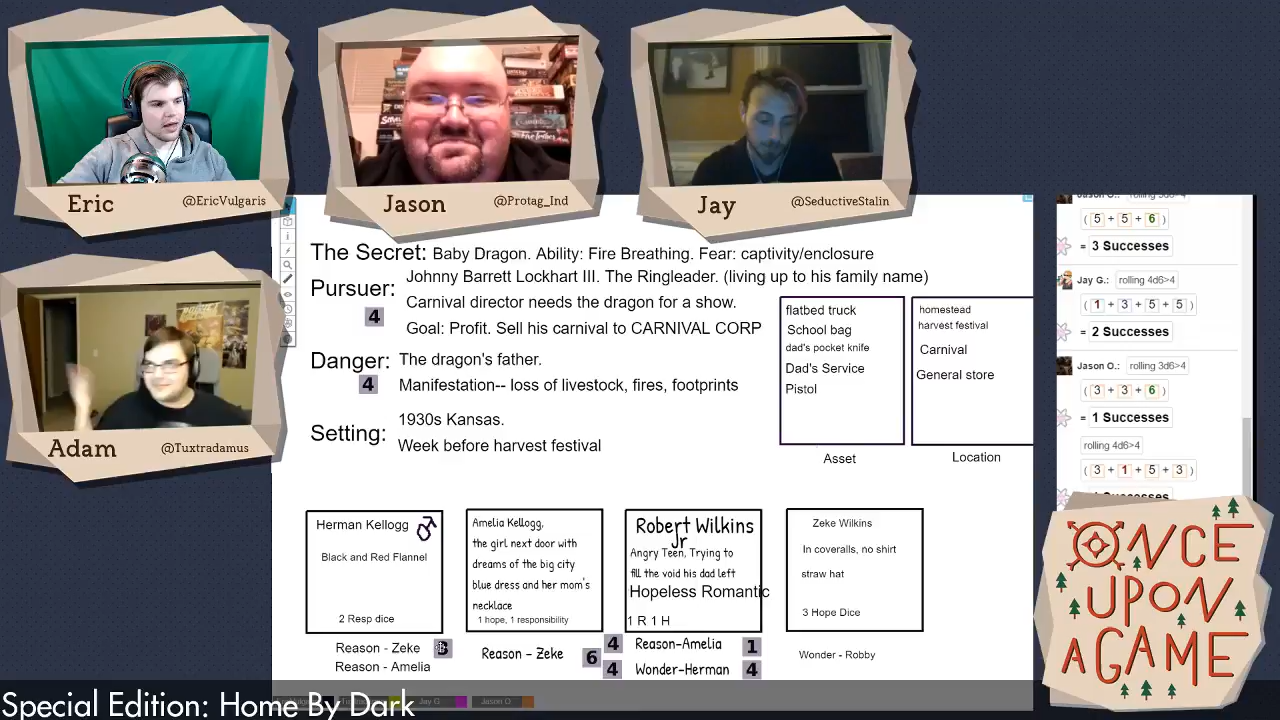 Eric
@EricVulgaris
Jason
@Protag_Ind
Jay
@SeductiveStalin
Adam
@Tuxtradamus
The Secret: Baby Dragon. Ability: Fire Breathing. Fear: captivity/enclosure
Pursuer:
4
Johnny Barrett Lockhart III. The Ringleader. (living up to his family name)
Carnival director needs the dragon for a show.
Goal: Profit. Sell his carnival to CARNIVAL CORP
Danger:
4
The dragon's father.
Manifestation-- loss of livestock, fires, footprints
Setting:
1930s Kansas.
Week before harvest festival
flatbed truck
School bag
dad's pocket knife
Dad's Service
Pistol
Asset
homestead
harvest festival
Carnival
General store
Location
Herman Kellogg
Black and Red Flannel
2 Resp dice
Reason - Zeke
Reason - Amelia
Amelia Kellogg,
the girl next door with
dreams of the big city
blue dress and her mom's
necklace
1 hope, 1 responsibility
Reason - Zeke
6
Robert Wilkins
Jr
Angry Teen, Trying to
fill the void his dad left
Hopeless Romantic
1 R 1 H
4 Reason-Amelia 1
4 Wonder-Herman 4
Zeke Wilkins
In coveralls, no shirt
straw hat
3 Hope Dice
Wonder - Robby
Jason O.: rolling 3d6>4
( 5 + 5 + 6 )
= 3 Successes
Jay G.: rolling 4d6>4
( 1 + 3 + 5 + 5 )
= 2 Successes
Jason O.: rolling 3d6>4
( 3 + 3 + 6 )
= 1 Successes
rolling 4d6>4
( 3 + 1 + 5 + 3 )
Successes
ONCE
UPON
A GAME
Jay G
Jason O
Special Edition: Home By Dark